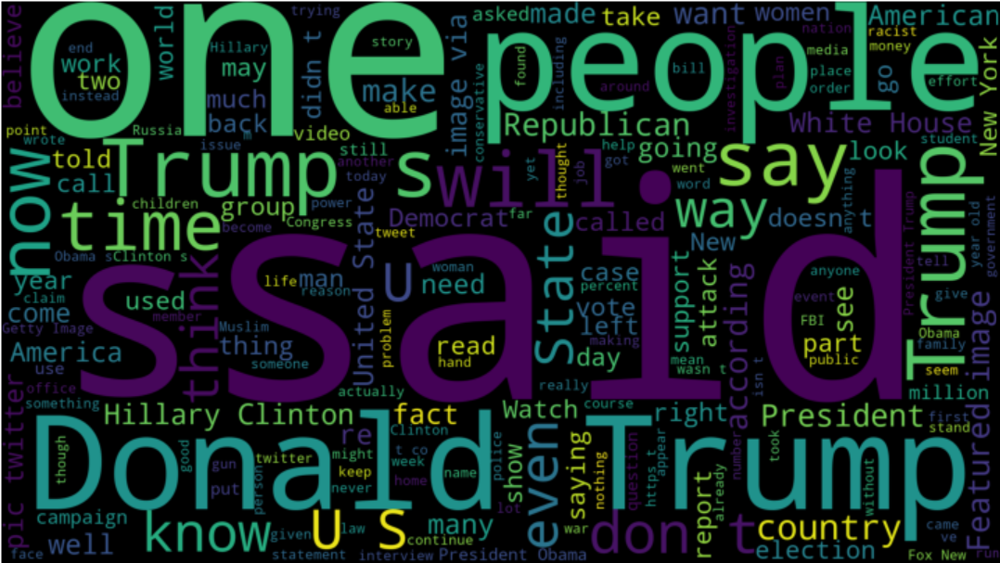 one
people
said
s
Donald Trump
Trump s
Trump
will
time
say
now
way
State
U
U S
know
don t
country
even
believe
end
work
two
instead
world
Hillary
may
much
back
m
issue
trying
didn t
story
make
able
image via
conservative
asked
made
take
found
including
want
women
bill
around
investigation
plan
nation
media
place
order
go
American
racist
money
effort
New York
point
wrote
Russia
video
Republican
White House
student
told
call
still
another
today
help
going
got
job
yet
thought
went
word
look
anything
children
group
power
become
Congress
Democrat
far
called
doesn t
New
tweet
United State
Obama s
Clinton s
year
claim
come
Getty Image
used
member
think
life
man
reason
woman
need
case
percent
vote
left
making
day
support
attack
mean
wasn t
according
isn t
anyone
event
FBI
see
part
public
President Trump
tell
give
year old
government
Obama
family
seem
million
America
use
office
Muslim
thing
someone
problem
read
hand
actually
really
something
Hillary Clinton
fact
Watch
course
right
President
first
stand
pic twitter
though
good
gun
put
person
twitter
re
might
keep
never
Clinton
t co
week
home
name
police
show
lot
saying
nothing
war
question
https t
appear
report
already
number
took
without
Featured image
campaign
well
face
given
law
statement
continue
interview
many
President Obama
election
came
ve
Fox New
run